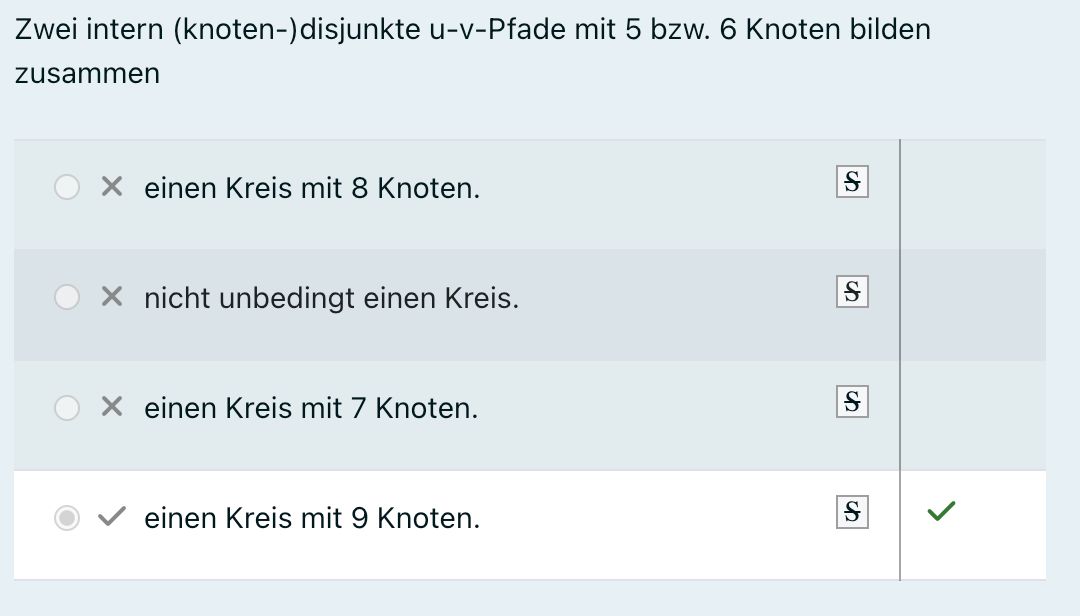 Zwei intern (knoten-)disjunkte u-v-Pfade mit 5 bzw. 6 Knoten bilden
zusammen
einen Kreis mit 8 Knoten. S
nicht unbedingt einen Kreis. S
einen Kreis mit 7 Knoten. S
einen Kreis mit 9 Knoten. S